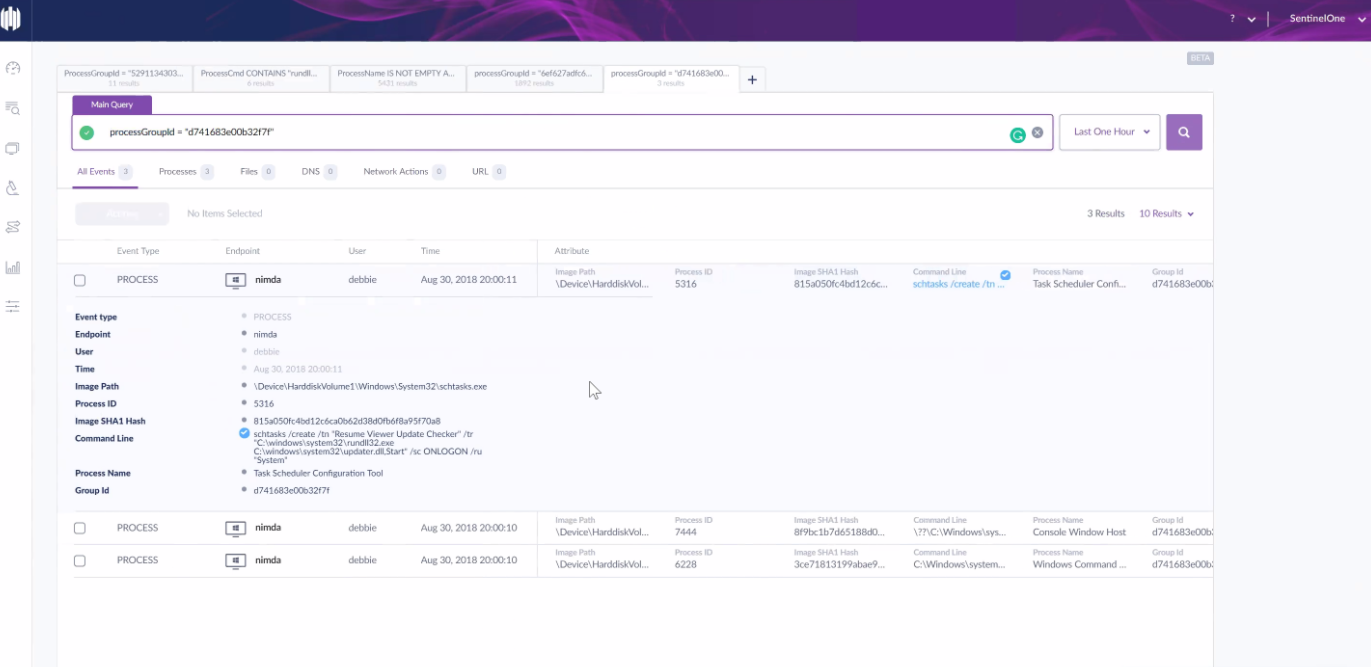 ? SentinelOne
BETA
ProcessGroupId = "5291134303... ProcessCmd CONTAINS "rundl... ProcessName IS NOT EMPTY A... processGroupId = "6ef627adfc6... processGroupId = "d741683e00...
11 results 6 results 5421 results 1892 results 3 results
+
Main Query
processGroupId = "d741683e00b32f7f"
Last One Hour
All Events 3 Processes 3 Files 0 DNS 0 Network Actions 0 URL 0
No Items Selected
3 Results 10 Results
Event Type Endpoint User Time Attribute
Image Path Process ID Image SHA1 Hash Command Line Process Name Group Id
PROCESS nimda debbie Aug 30, 2018 20:00:11 \Device\HarddiskVol... 5316 815a050fc4bd12c6c... schtasks /create /tn ... Task Scheduler Confi... d741683e00b
Event type PROCESS
Endpoint nimda
User debbie
Time Aug 30, 2018 20:00:11
Image Path \Device\HarddiskVolume1\Windows\System32\schtasks.exe
Process ID 5316
Image SHA1 Hash 815a050fc4bd12c6ca0b62d38d0fb6f8a95f70a8
Command Line schtasks /create /tn "Resume Viewer Update Checker" /tr
"C:\windows\system32\rundll32.exe
C:\windows\system32\updater.dll,Start" /sc ONLOGON /ru
"System"
Process Name Task Scheduler Configuration Tool
Group Id d741683e00b32f7f
Image Path Process ID Image SHA1 Hash Command Line Process Name Group Id
PROCESS nimda debbie Aug 30, 2018 20:00:10 \Device\HarddiskVol... 7444 8f9bc1b7d65188d0... \??\C:\Windows\sys... Console Window Host d741683e00b
Image Path Process ID Image SHA1 Hash Command Line Process Name Group Id
PROCESS nimda debbie Aug 30, 2018 20:00:10 \Device\HarddiskVol... 6228 3ce71813199abae9... C:\Windows\system... Windows Command ... d741683e00b